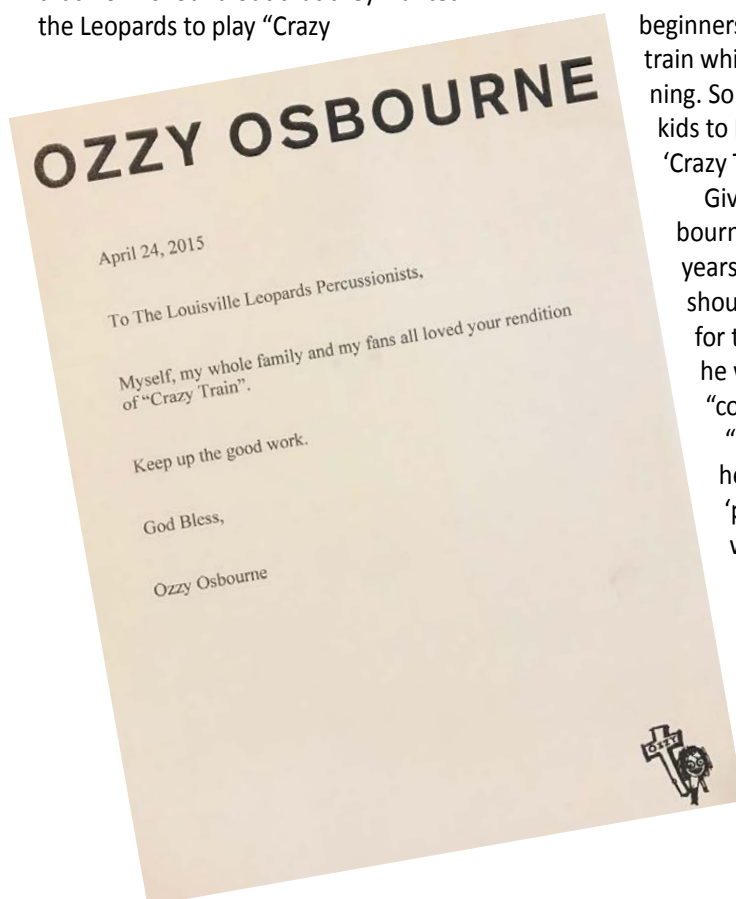 the Leopards to play “Crazy
OZZY OSBOURNE
April 24, 2015
To The Louisville Leopards Percussionists,
Myself, my whole family and my fans all loved your rendition
of “Crazy Train”.
Keep up the good work.
God Bless,
Ozzy Osbourne
OZZY
beginners
train whi
ning. So
kids to
‘Crazy T
Giv
bourn
years
shou
for t
he w
“co
“
he
‘p